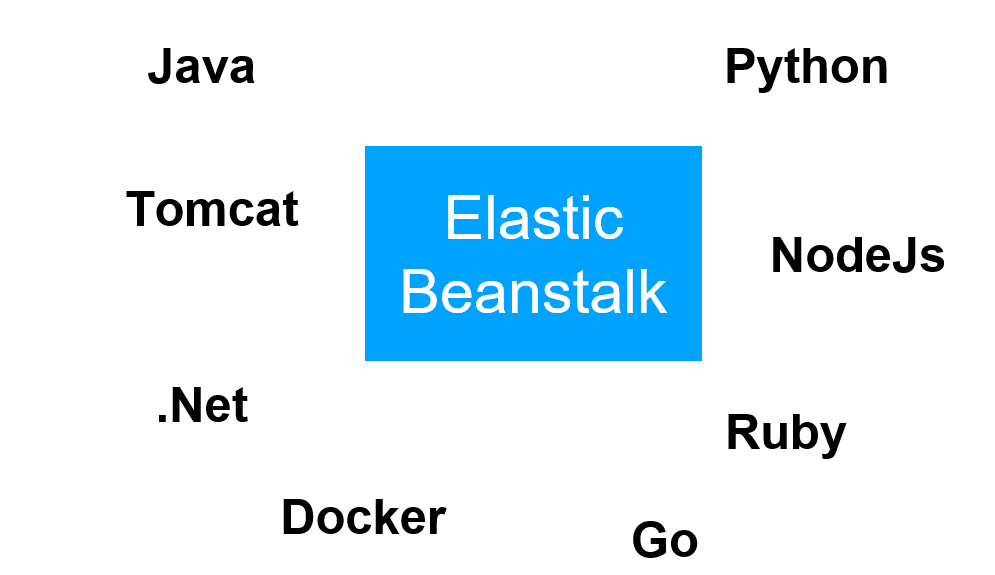 Java
Python
Tomcat
Elastic
Beanstalk
NodeJs
.Net
Ruby
Docker
Go